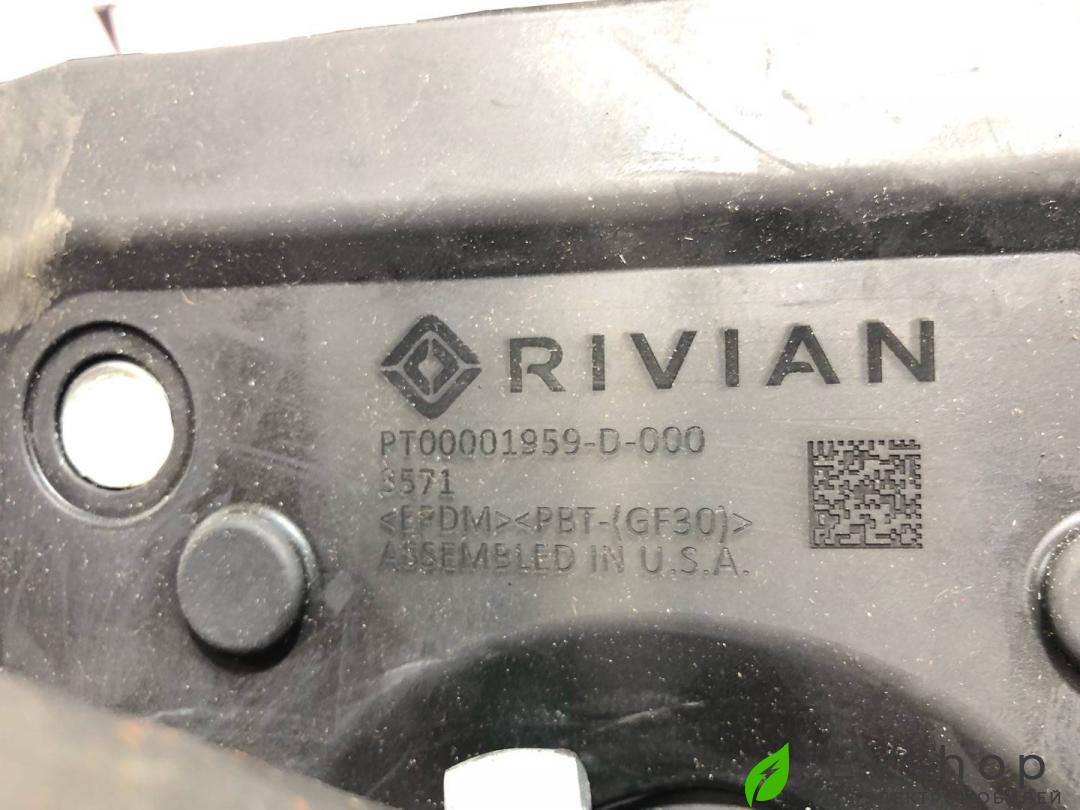 RIVIAN
PT00001959-D-000
3571
<EPDM><PBT-(GF30)>
ASSEMBLED IN U.S.A.